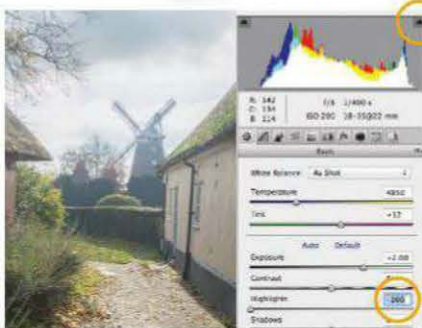 R: 142
G: 134
B: 114
f/8 1/400 s
ISO 200 18-35@22 mm
Basic
White Balance: As Shot
Temperature 4850
Tint +12
Auto Default
Exposure +2.00
Contrast
Highlights -100
Shadows